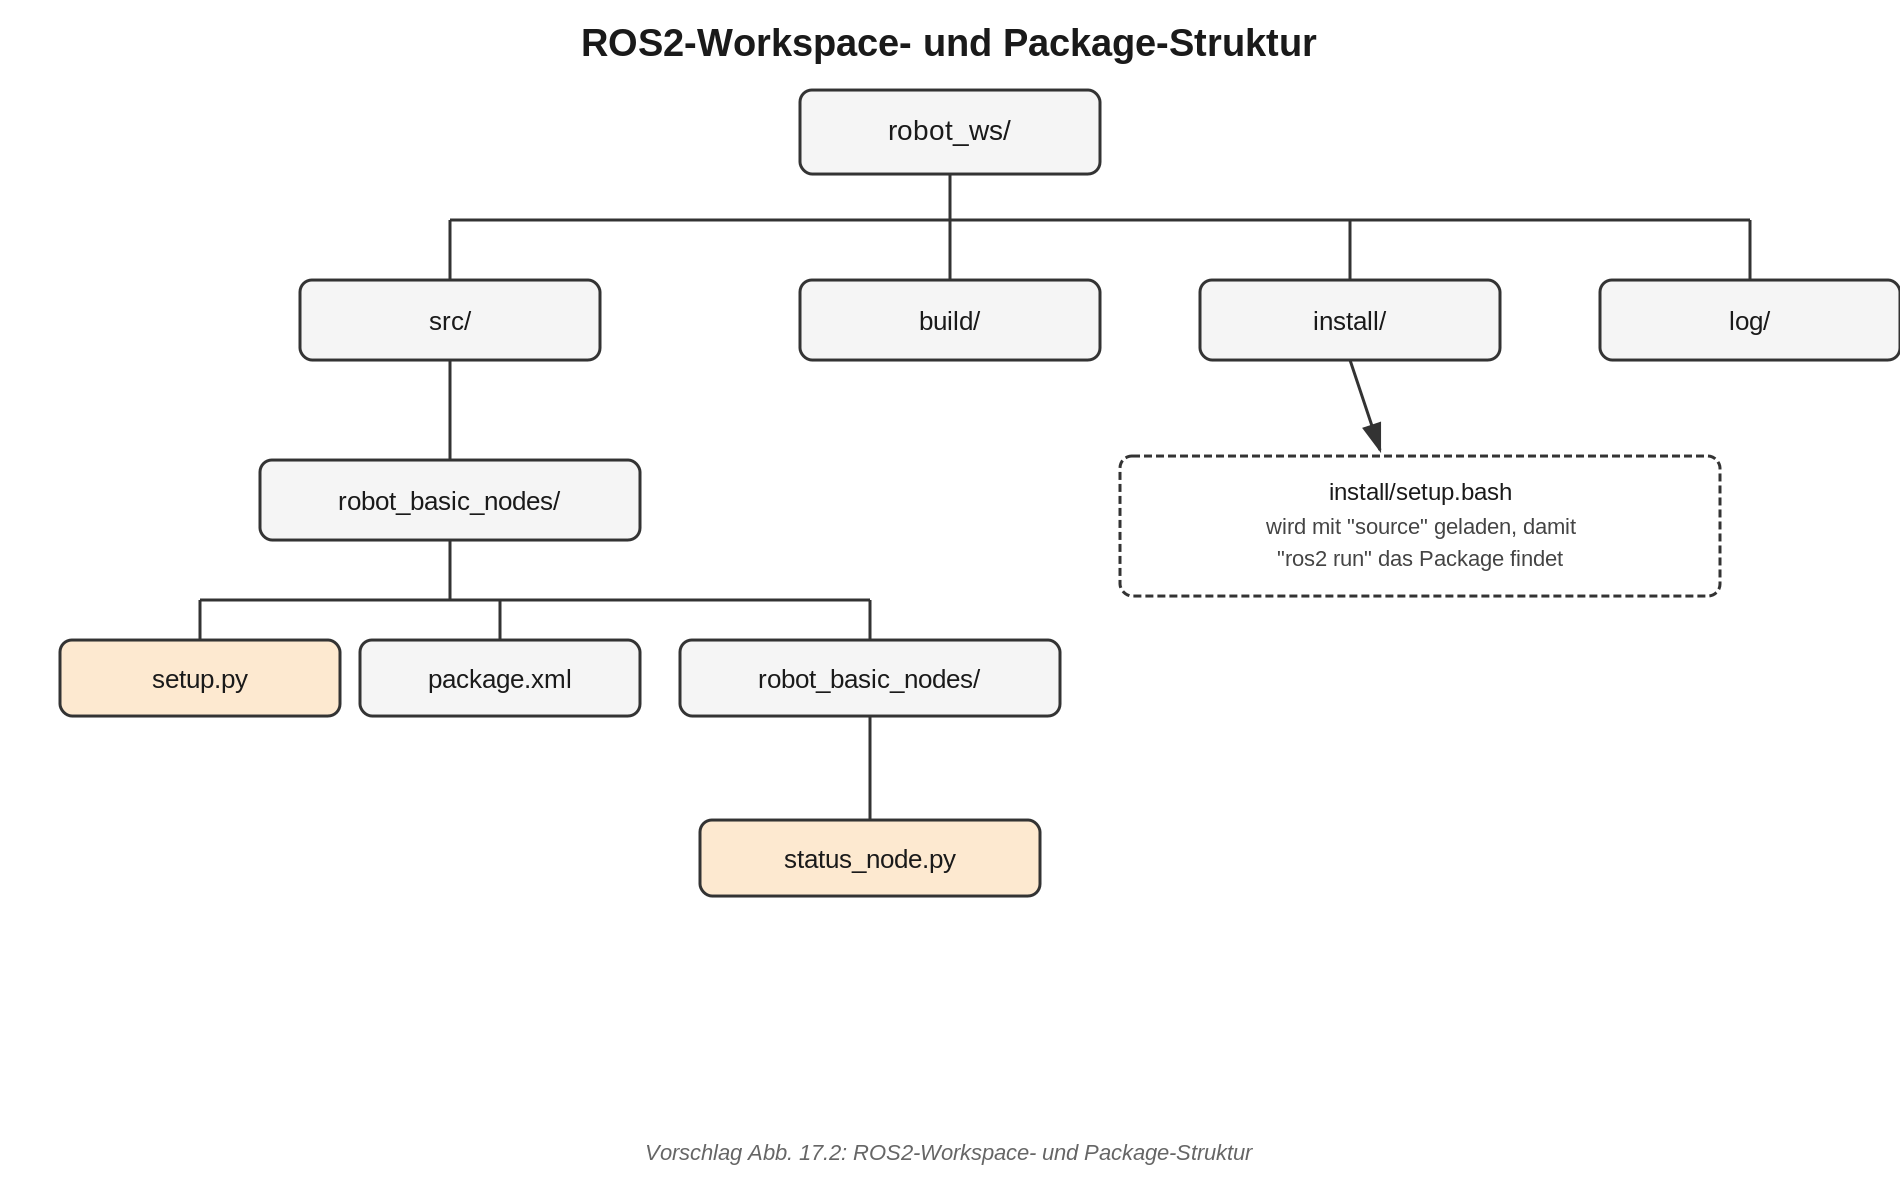 ROS2-Workspace- und Package-Struktur
robot_ws/
src/
build/
install/
log/
robot_basic_nodes/
install/setup.bash
wird mit "source" geladen, damit
"ros2 run" das Package findet
setup.py
package.xml
robot_basic_nodes/
status_node.py
Vorschlag Abb. 17.2: ROS2-Workspace- und Package-Struktur